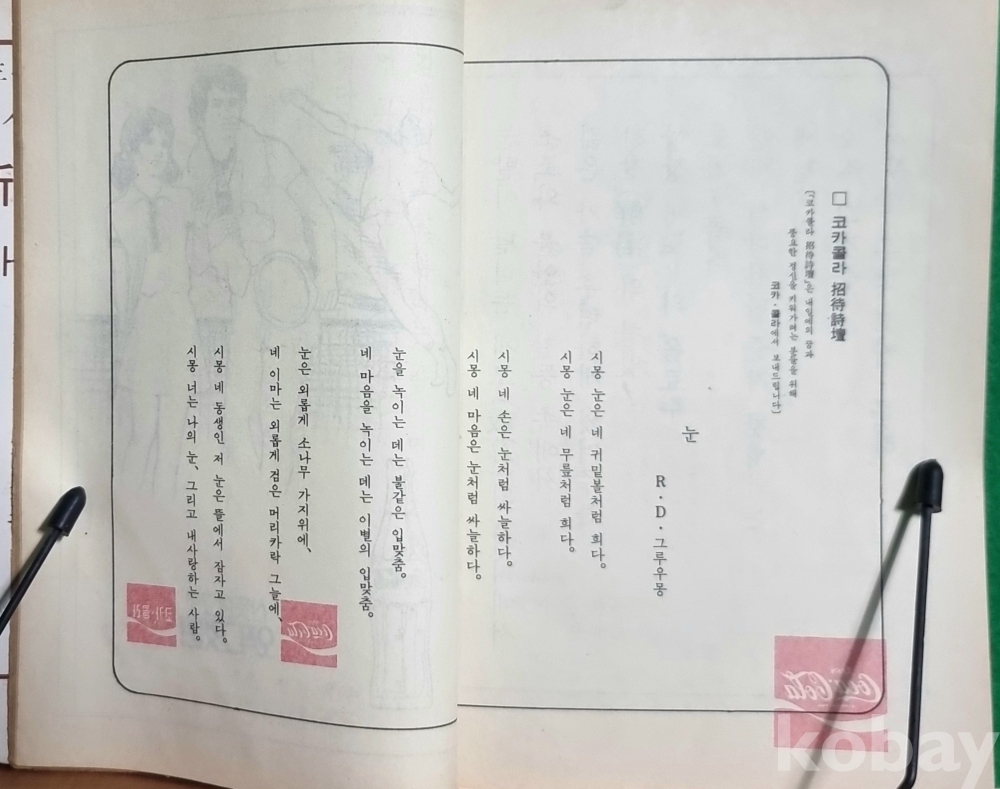 □ 코카콜라 招待詩壇
(「코카콜라 招待詩壇」은 내일에의 꿈과
풍요한 정신을 키워가려는 분들을 위해
코카·콜라에서 보내드립니다)
눈
R·D·그루우몽
시몽 눈은 네 귀밑볼처럼 희다。
시몽 눈은 네 무릎처럼 희다。
시몽 네 손은 눈처럼 싸늘하다。
시몽 네 마음은 눈처럼 싸늘하다。
눈을 녹이는 데는 불같은 입맞춤。
네 마음을 녹이는 데는 이별의 입맞춤。
눈은 외롭게 소나무 가지위에、
네 이마는 외롭게 검은 머리카락 그늘에、
시몽 네 동생인 저 눈은 뜰에서 잠자고 있다。
시몽 너는 나의 눈、그리고 내사랑하는 사람。
코카·콜라
Coca-Cola
Coca-Cola
kobay